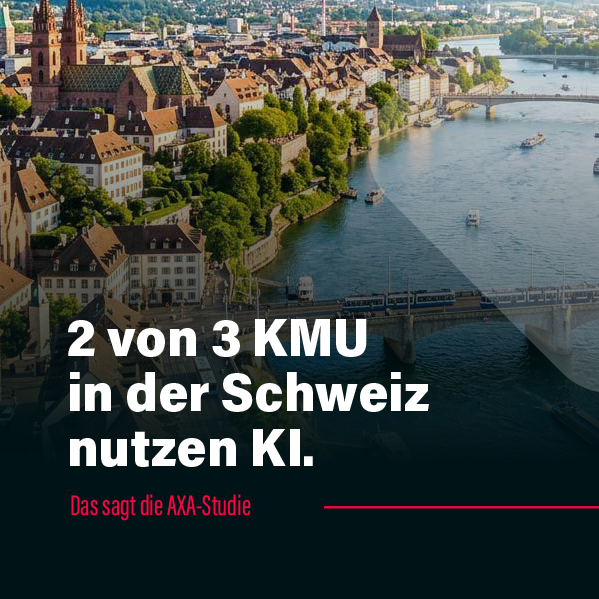 2 von 3 KMU
in der Schweiz
nutzen KI.
Das sagt die AXA-Studie